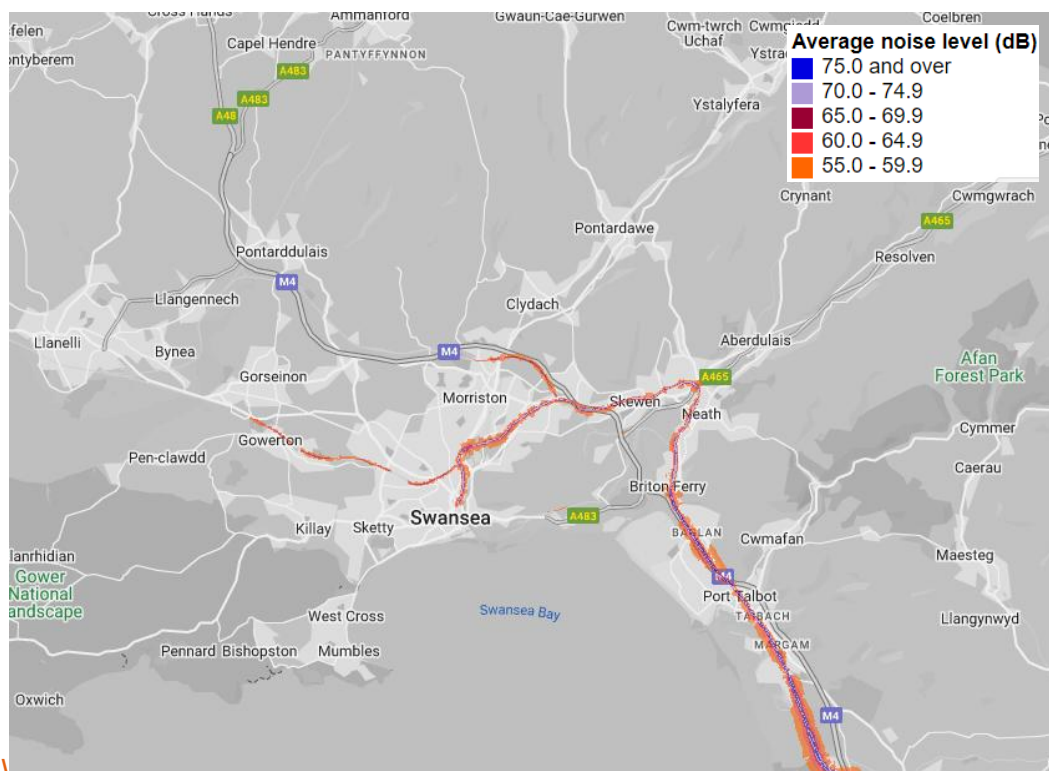 Cross Hands
Ammanford
Gwaun-Cae-Gurwen
Cwm-twrch
Uchaf
Coelbren
felen
Capel Hendre
PANTYFFYNNON
ontyberem
A483
A483
A48
Ystalyfera
Average noise level (dB)
75.0 and over
70.0 - 74.9
65.0 - 69.9
60.0 - 64.9
55.0 - 59.9
Crynant
Cwmgwrach
A465
Pontardawe
Resolven
Pontarddulais
M4
Llangennech
Clydach
Llanelli
Bynea
M4
Aberdulais
Afan
Forest Park
Gorseinon
Morriston
Skewen
A465
Neath
Gowerton
Cymmer
Pen-clawdd
Caerau
Briton Ferry
Swansea
A483
Killay
Sketty
BAGLAN
Cwmafan
Maesteg
lanrhidian
Gower
National
andscape
M4
Port Talbot
TAIBACH
Swansea Bay
West Cross
Llangynwyd
MARGAM
Pennard
Bishopston
Mumbles
Oxwich
M4